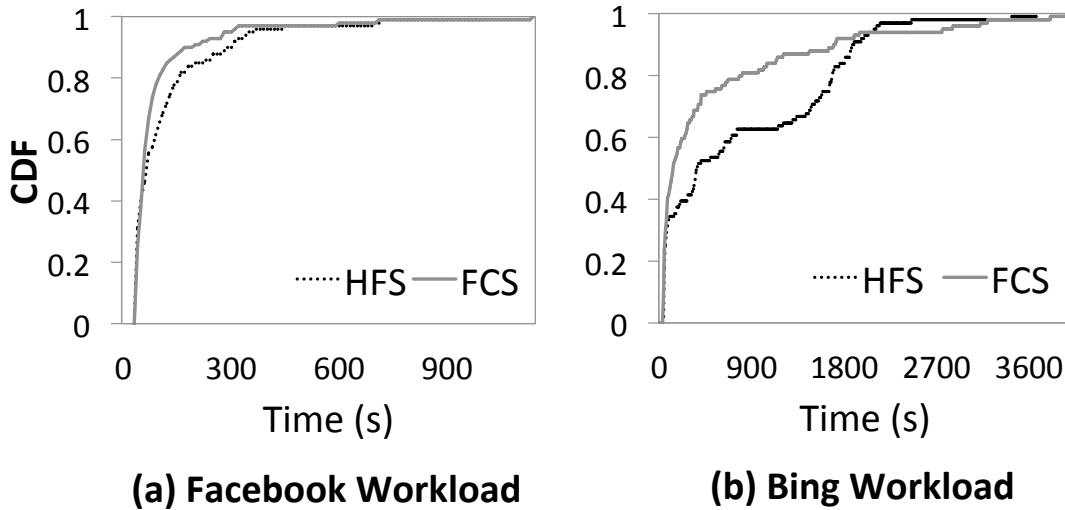 1
0.8
0.6
0.4
0.2
0
CDF
HFS FCS
0 300 600 900
Time (s)
(a) Facebook Workload
1
0.8
0.6
0.4
0.2
0
HFS FCS
0 900 1800 2700 3600
Time (s)
(b) Bing Workload